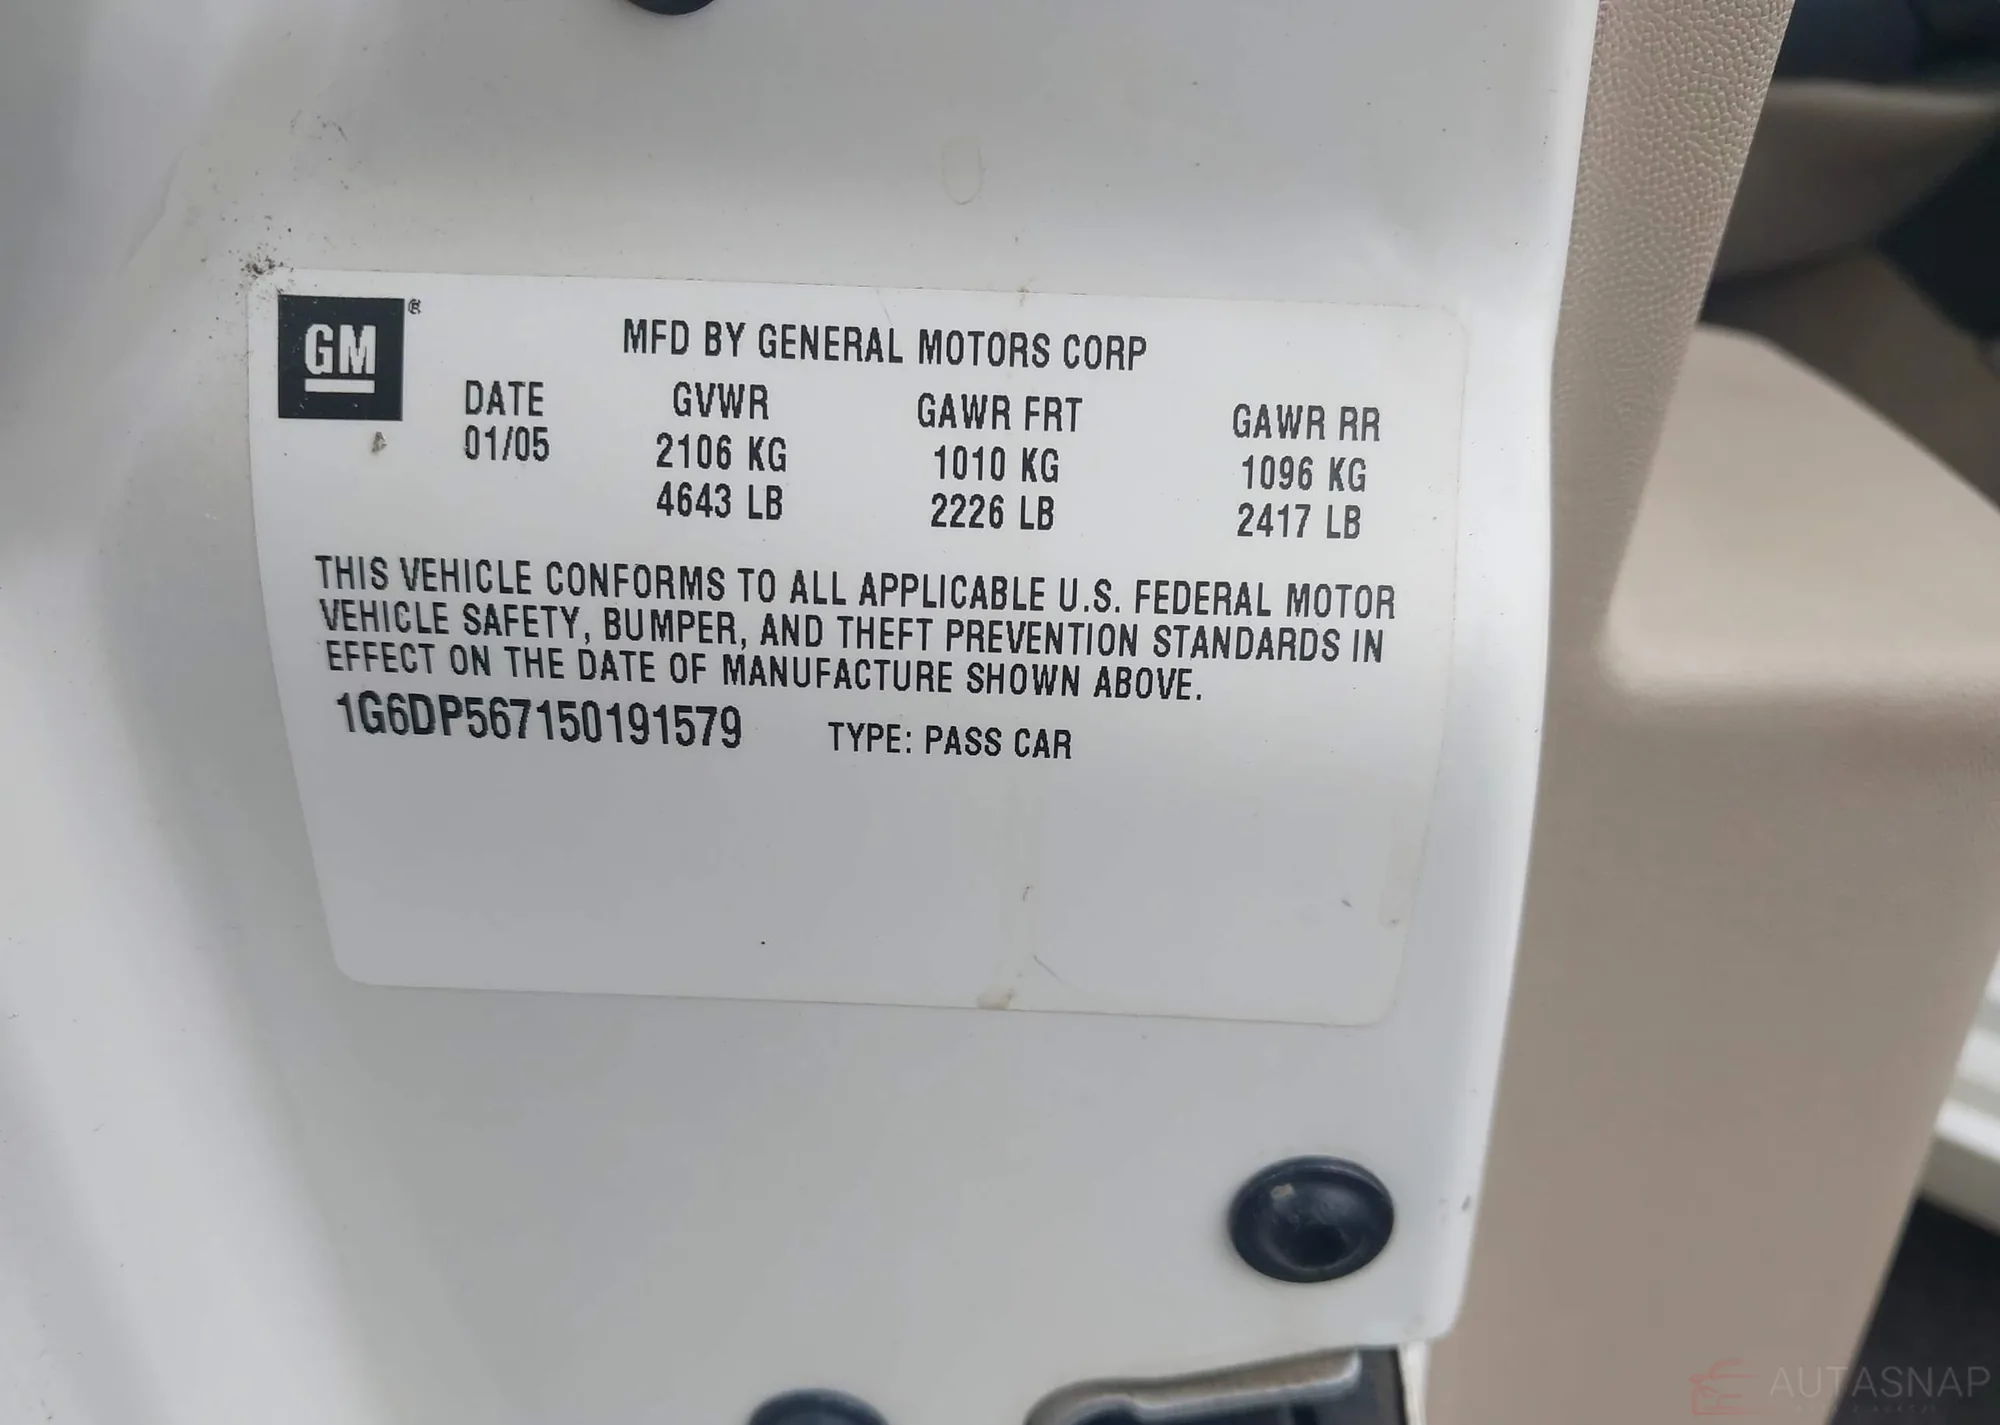 GM ®
MFD BY GENERAL MOTORS CORP
DATE GVWR GAWR FRT GAWR RR
01/05 2106 KG 1010 KG 1096 KG
4643 LB 2226 LB 2417 LB
THIS VEHICLE CONFORMS TO ALL APPLICABLE U.S. FEDERAL MOTOR
VEHICLE SAFETY, BUMPER, AND THEFT PREVENTION STANDARDS IN
EFFECT ON THE DATE OF MANUFACTURE SHOWN ABOVE.
1G6DP567150191579 TYPE: PASS CAR
AUTASNAP